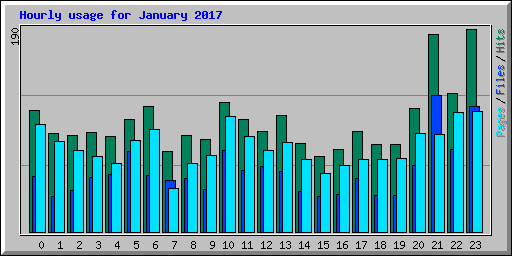 Hourly usage for January 2017
190
Pages/Files/Hits
0 1 2 3 4 5 6 7 8 9 10 11 12 13 14 15 16 17 18 19 20 21 22 23